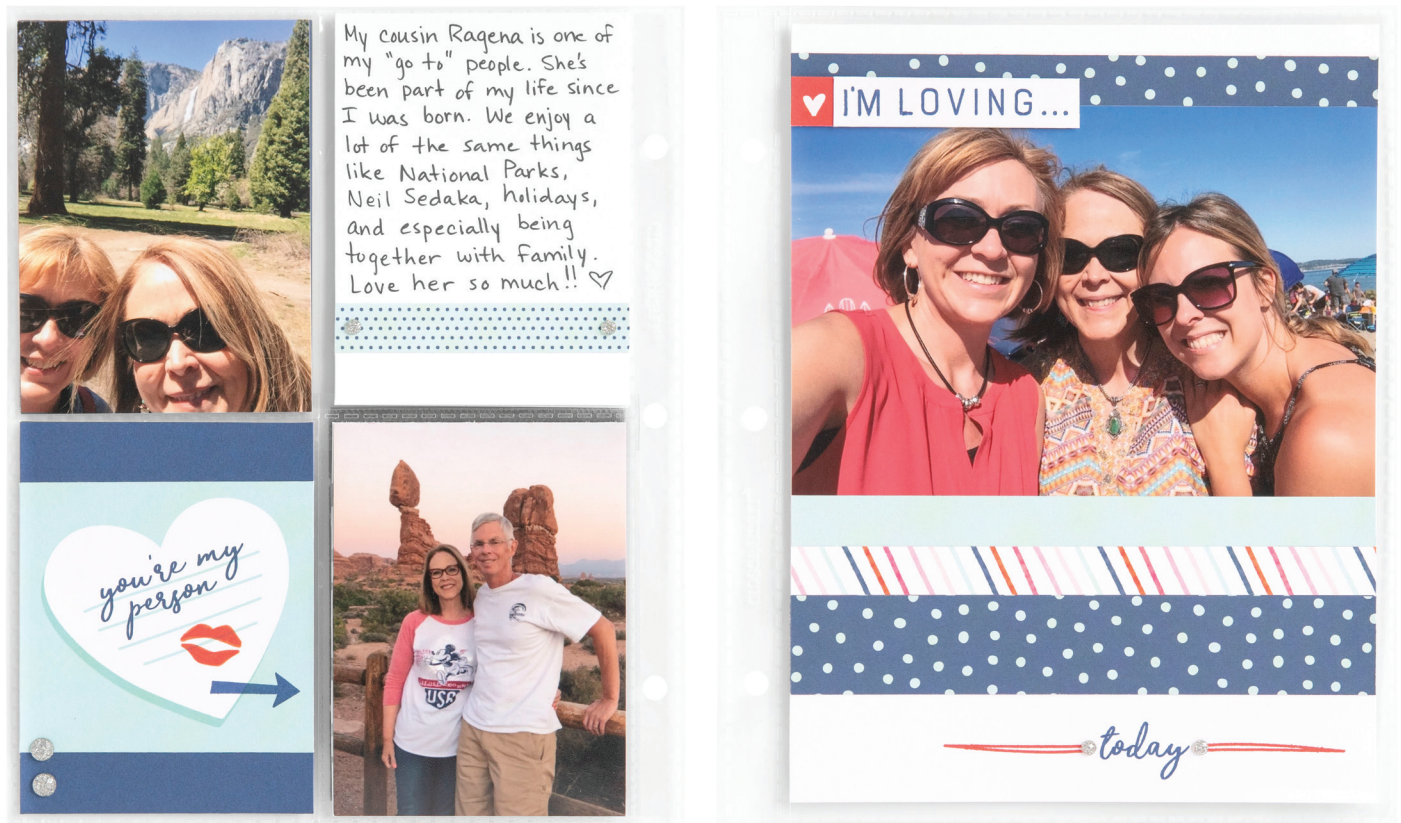 My cousin Ragena is one of
my "go to" people. She's
been part of my life since
I was born. We enjoy a
lot of the same things
like National Parks,
Neil Sedaka, holidays,
and especially being
together with family.
Love her so much!! ♡
you're my
person
USA
I'M LOVING...
today